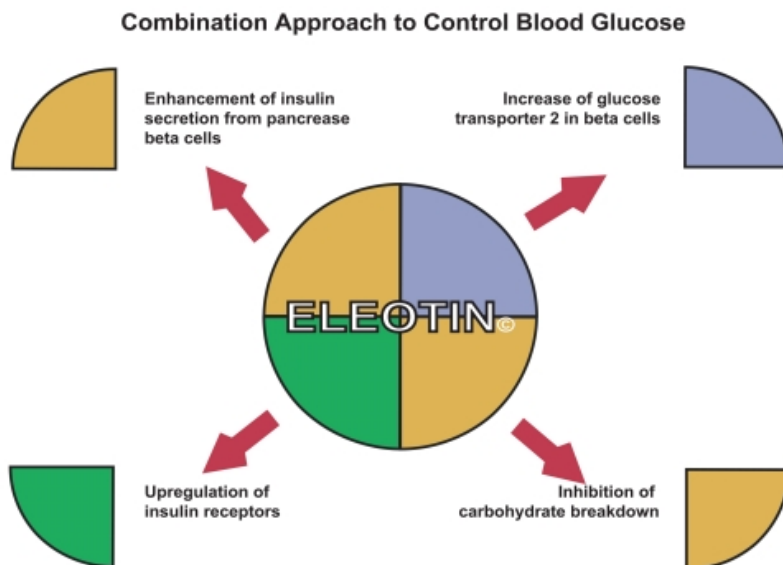 Combination Approach to Control Blood Glucose
Enhancement of insulin
secretion from pancrease
beta cells
Increase of glucose
transporter 2 in beta cells
ELEOTIN©
Upregulation of
insulin receptors
Inhibition of
carbohydrate breakdown